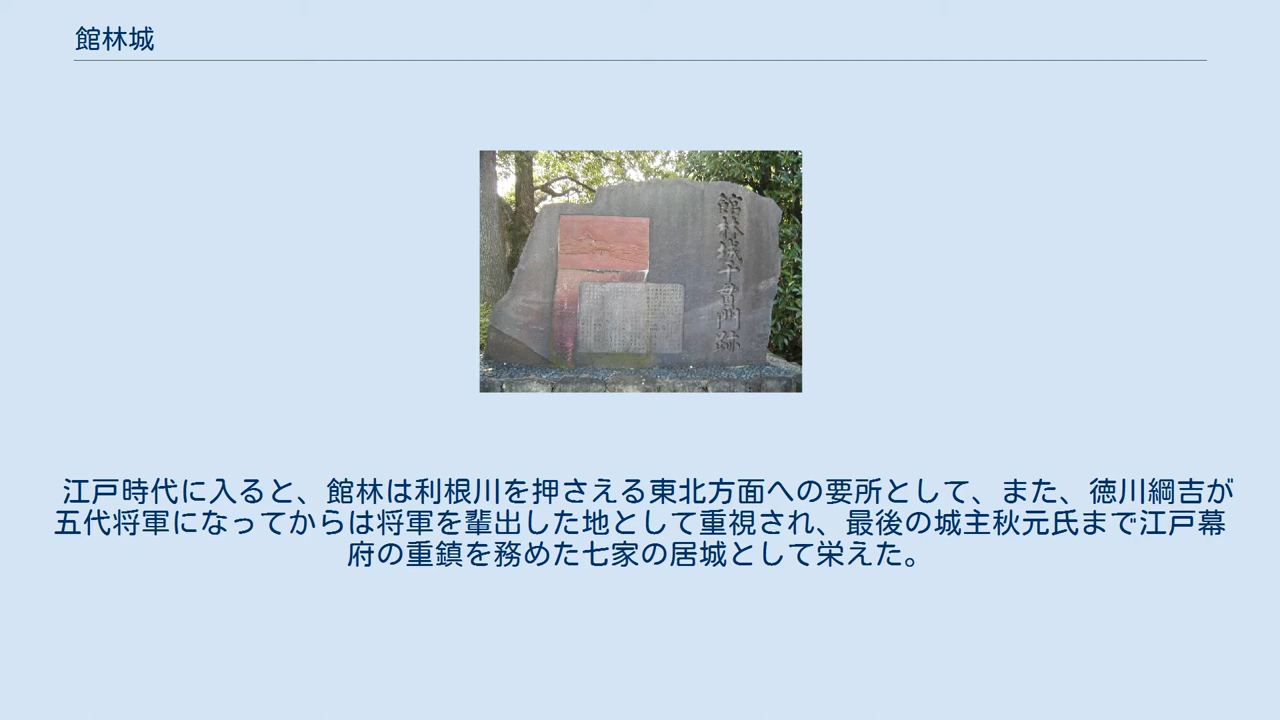 館林城
館林城千貫門跡
江戸時代に入ると、館林は利根川を押さえる東北方面への要所として、また、徳川綱吉が
五代将軍になってからは将軍を輩出した地として重視され、最後の城主秋元氏まで江戸幕
府の重鎮を務めた七家の居城として栄えた。